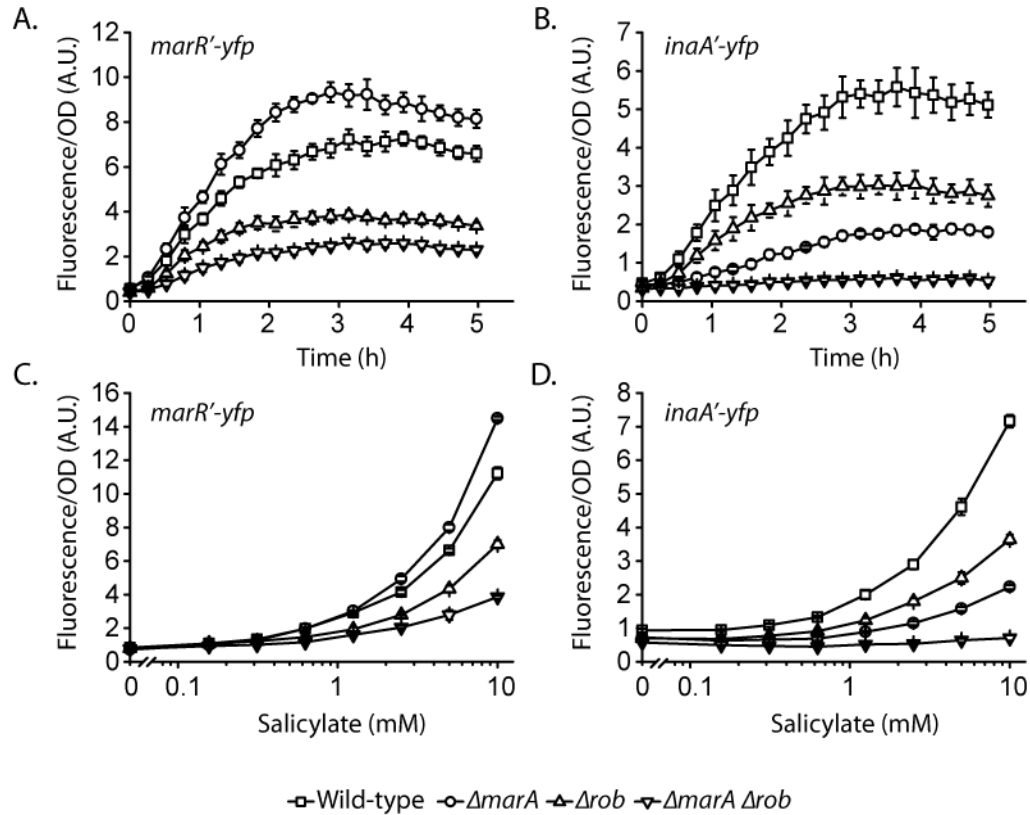 A.
marR'-yfp
Fluorescence/OD (A.U.)
12
10
8
6
4
2
0
0 1 2 3 4 5
Time (h)
B.
inaA'-yfp
Fluorescence/OD (A.U.)
7
6
5
4
3
2
1
0
0 1 2 3 4 5
Time (h)
C.
marR'-yfp
Fluorescence/OD (A.U.)
16
14
12
10
8
6
4
2
0
0 0.1 1 10
Salicylate (mM)
D.
inaA'-yfp
Fluorescence/OD (A.U.)
8
7
6
5
4
3
2
1
0
0 0.1 1 10
Salicylate (mM)
Wild-type ΔmarA Δrob ΔmarA Δrob